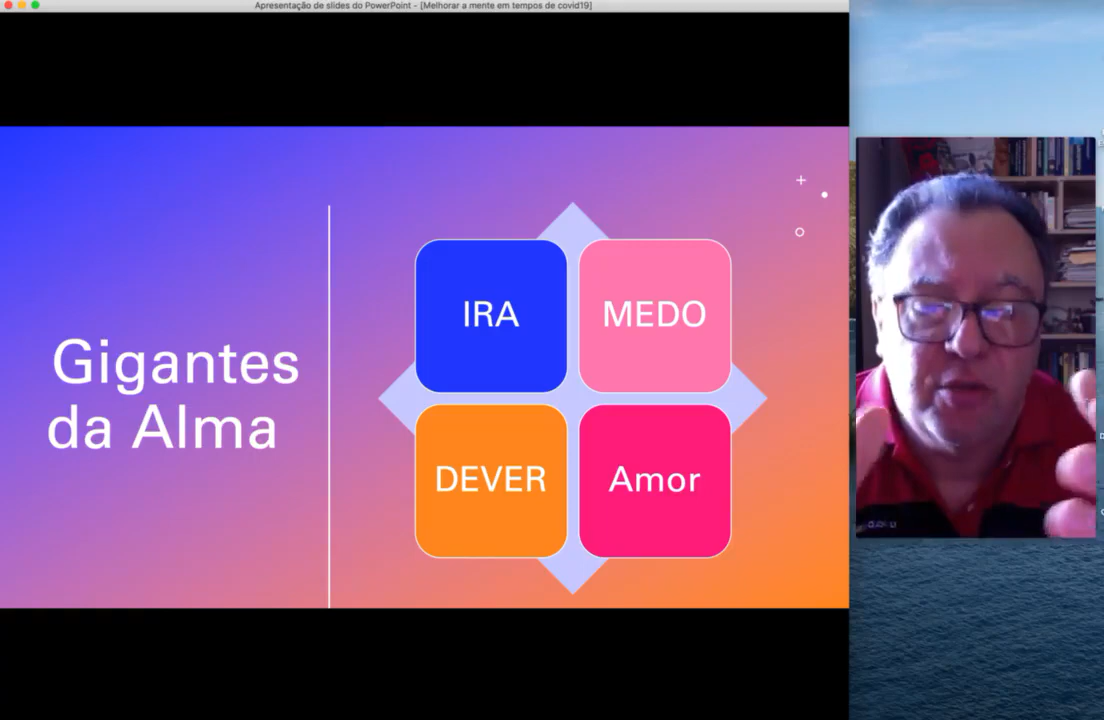 Apresentação de slides do PowerPoint - [Melhorar a mente em tempos de covid19]
Gigantes
da Alma
IRA
MEDO
DEVER
Amor